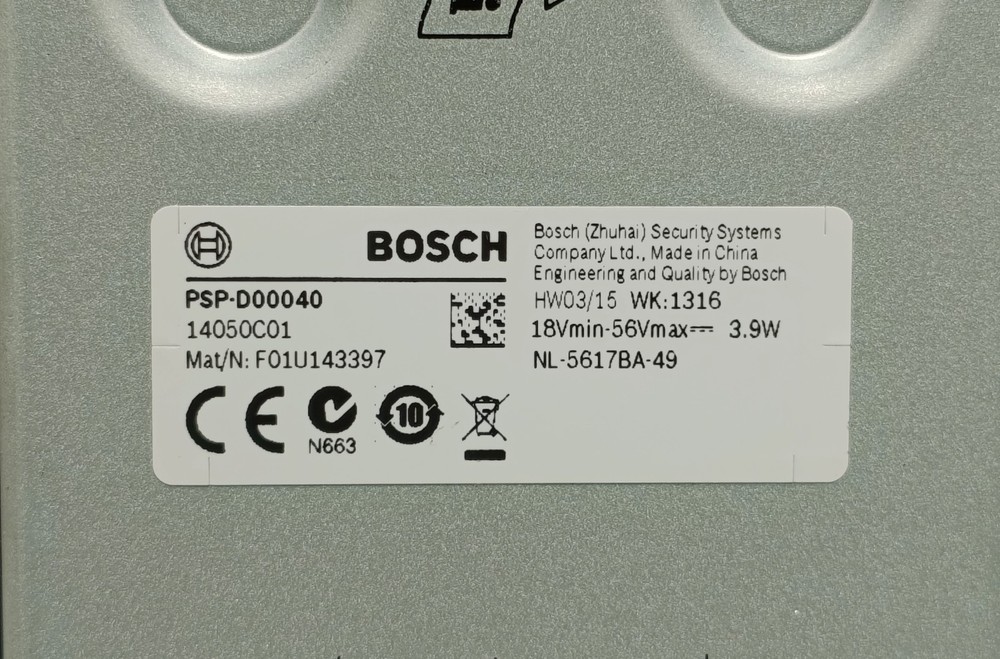 BOSCH
PSP-D00040
14050C01
Mat/N: F01U143397
CE
N663
10
Bosch (Zhuhai) Security Systems
Company Ltd., Made in China
Engineering and Quality by Bosch
HW03/15 WK:1316
18Vmin-56Vmax⎓ 3.9W
NL-5617BA-49